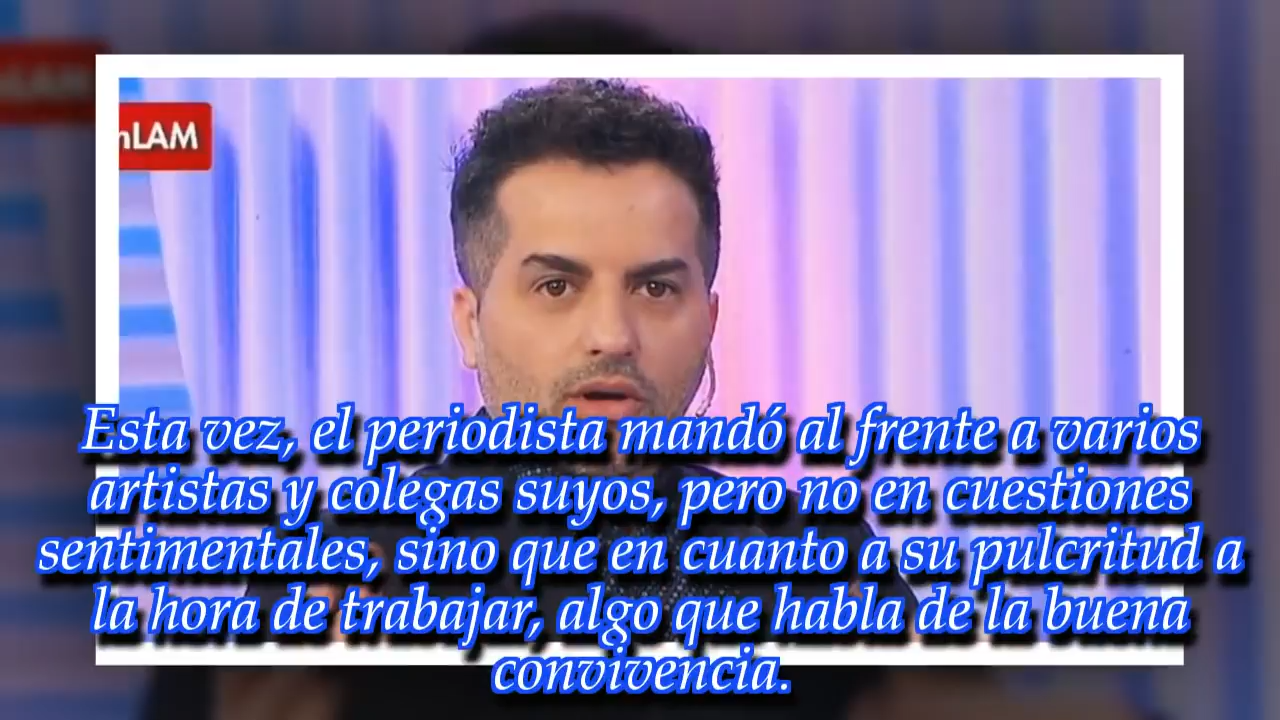 nLAM
Esta vez, el periodista mandó al frente a varios
artistas y colegas suyos, pero no en cuestiones
sentimentales, sino que en cuanto a su pulcritud a
la hora de trabajar, algo que habla de la buena
convivencia.